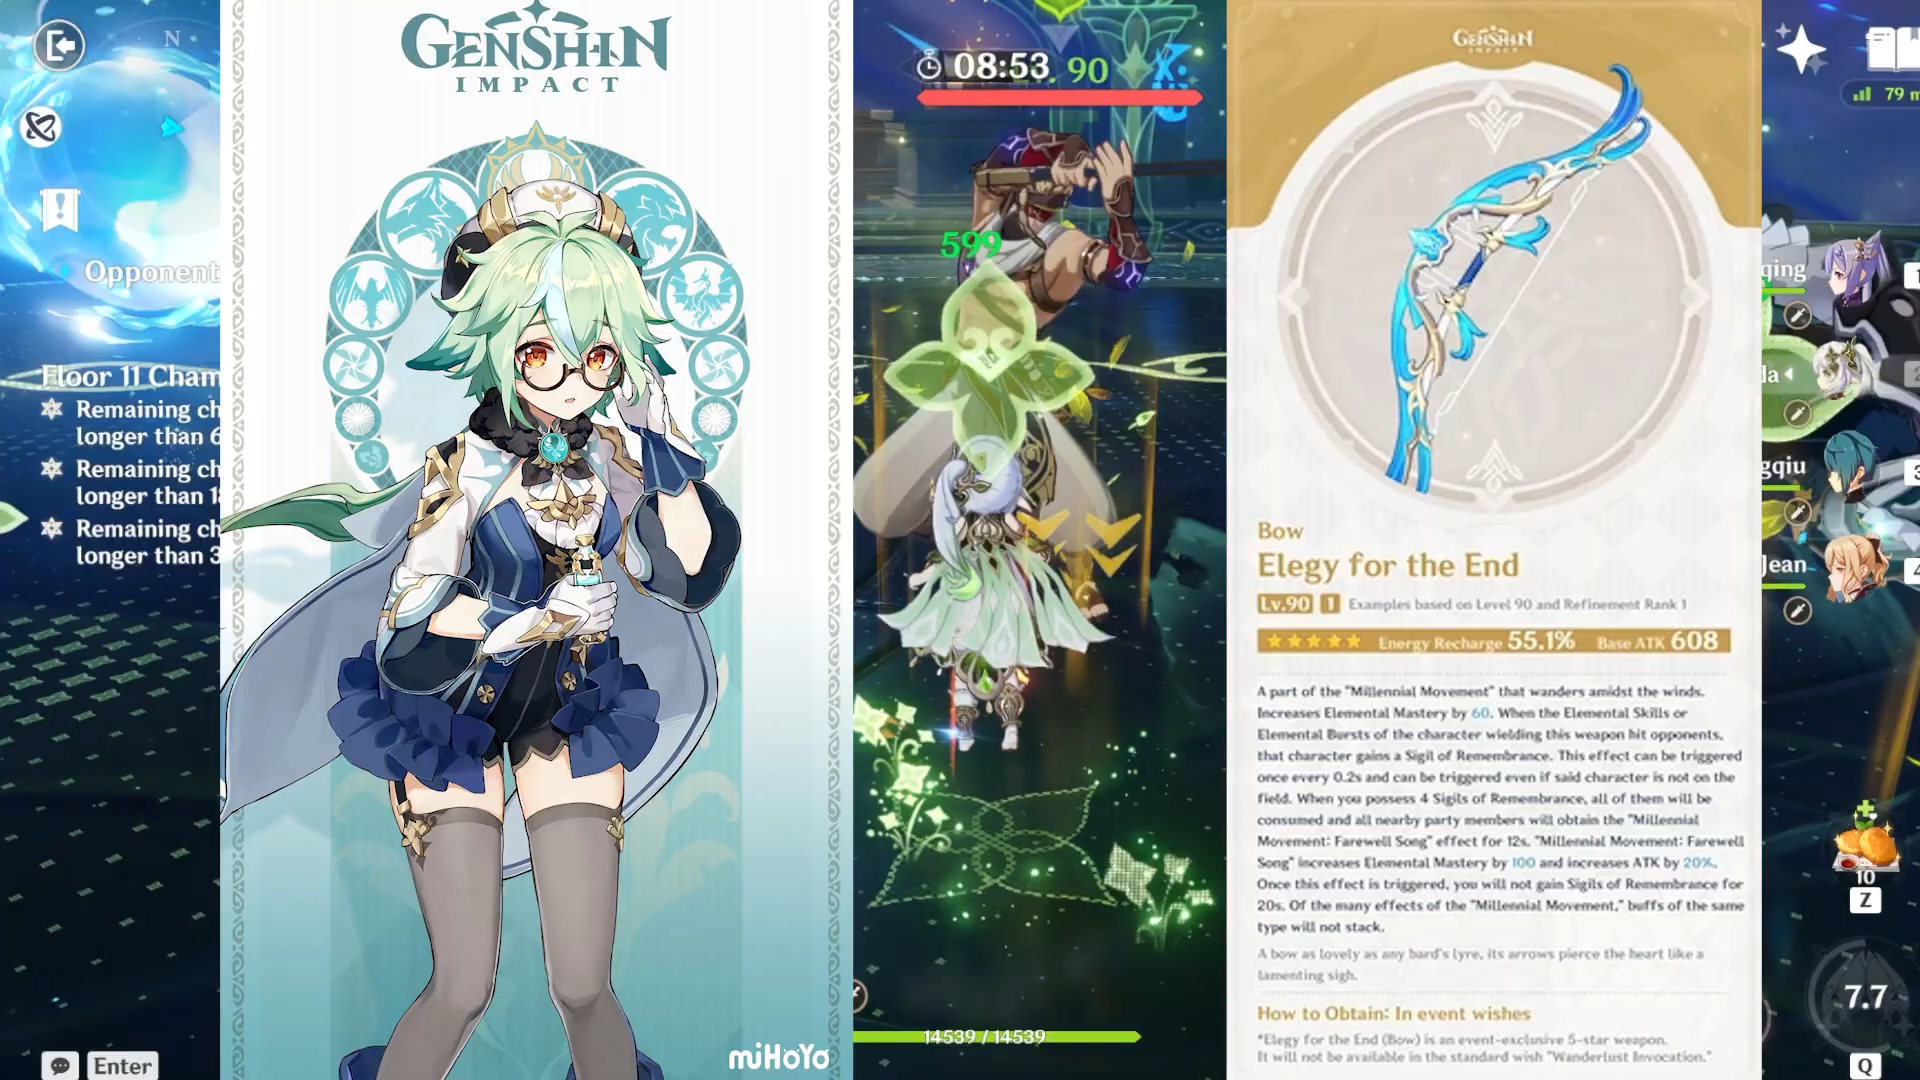 N
Opponent
Floor 11 Cham
Remaining ch
longer than 6
Remaining ch
longer than 18
Remaining ch
longer than 3
Enter
GENSHIN
IMPACT
miHoYo
08:53
. 90
599
14539 / 14539
GENSHIN
IMPACT
Bow
Elegy for the End
Lv.90 1 Examples based on Level 90 and Refinement Rank 1
Energy Recharge 55.1% Base ATK 608
A part of the "Millennial Movement" that wanders amidst the winds.
Increases Elemental Mastery by 60. When the Elemental Skills or
Elemental Bursts of the character wielding this weapon hit opponents,
that character gains a Sigil of Remembrance. This effect can be triggered
once every 0.2s and can be triggered even if said character is not on the
field. When you possess 4 Sigils of Remembrance, all of them will be
consumed and all nearby party members will obtain the "Millennial
Movement: Farewell Song" effect for 12s. "Millennial Movement: Farewell
Song" increases Elemental Mastery by 100 and increases ATK by 20%.
Once this effect is triggered, you will not gain Sigils of Remembrance for
20s. Of the many effects of the "Millennial Movement," buffs of the same
type will not stack.
A bow as lovely as any bard's lyre, its arrows pierce the heart like a
lamenting sigh.
How to Obtain: In event wishes
*Elegy for the End (Bow) is an event-exclusive 5-star weapon.
It will not be available in the standard wish "Wanderlust Invocation."
79 m
qing
da
gqiu
Jean
4
10
Z
7.7
Q